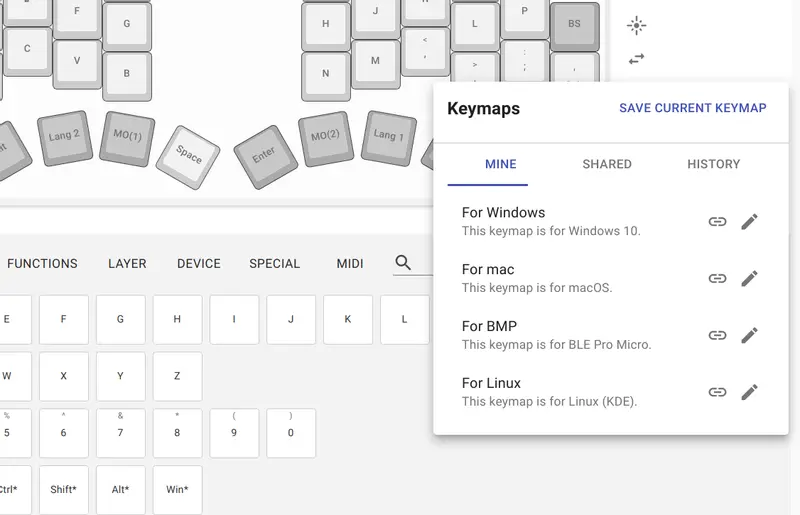 F
G
C
V
B
H
J
N
M
<
,
L
>
P
:
;
BS
,
Lang 2
MO(1)
Space
Enter
MO(2)
Lang 1
Keymaps
SAVE CURRENT KEYMAP
MINE
SHARED
HISTORY
For Windows
This keymap is for Windows 10.
For mac
This keymap is for macOS.
For BMP
This keymap is for BLE Pro Micro.
For Linux
This keymap is for Linux (KDE).
FUNCTIONS
LAYER
DEVICE
SPECIAL
MIDI
E
F
G
H
I
J
K
L
W
X
Y
Z
%
5
^
6
&
7
*
8
(
9
)
0
Ctrl*
Shift*
Alt*
Win*